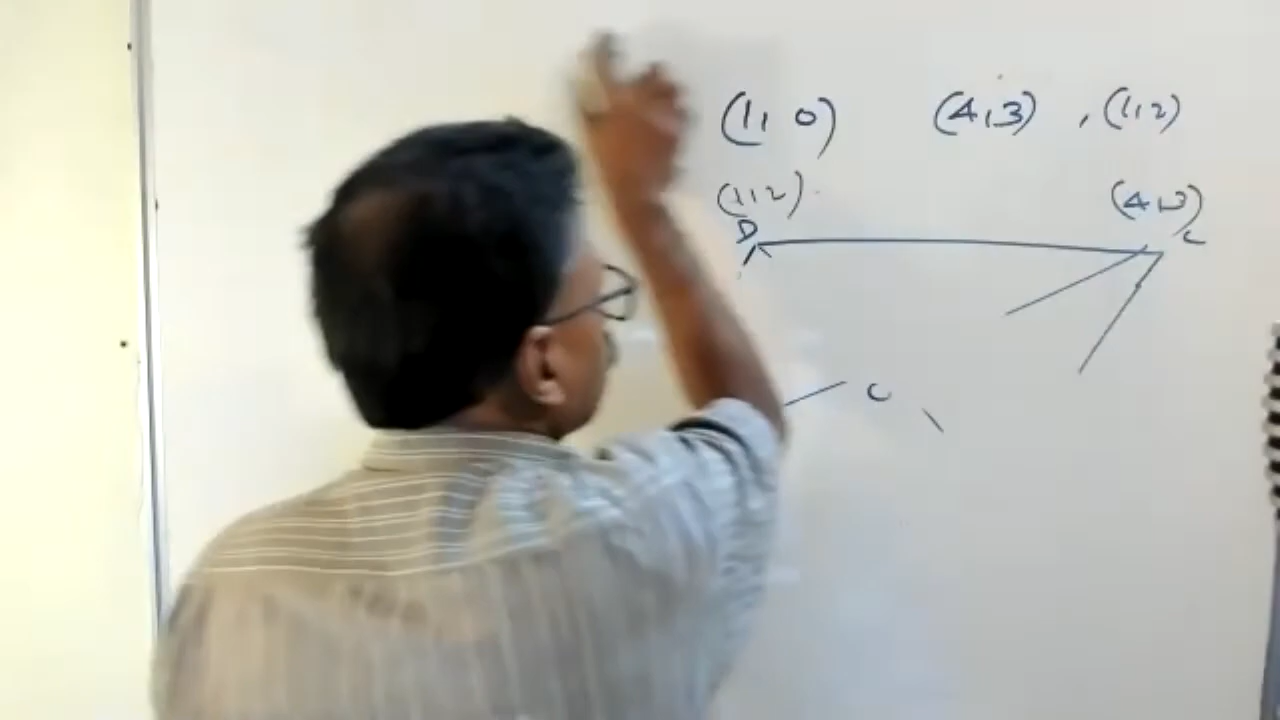 (1, 0) (4,3) , (1,2)
(1,2) (4,3)
D C